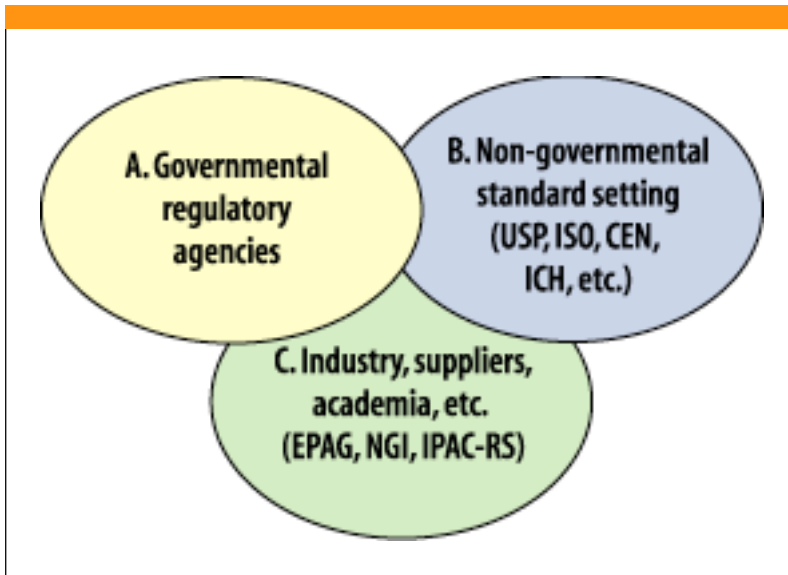 A. Governmental
regulatory
agencies
B. Non-governmental
standard setting
(USP, ISO, CEN,
ICH, etc.)
C. Industry, suppliers,
academia, etc.
(EPAG, NGI, IPAC-RS)